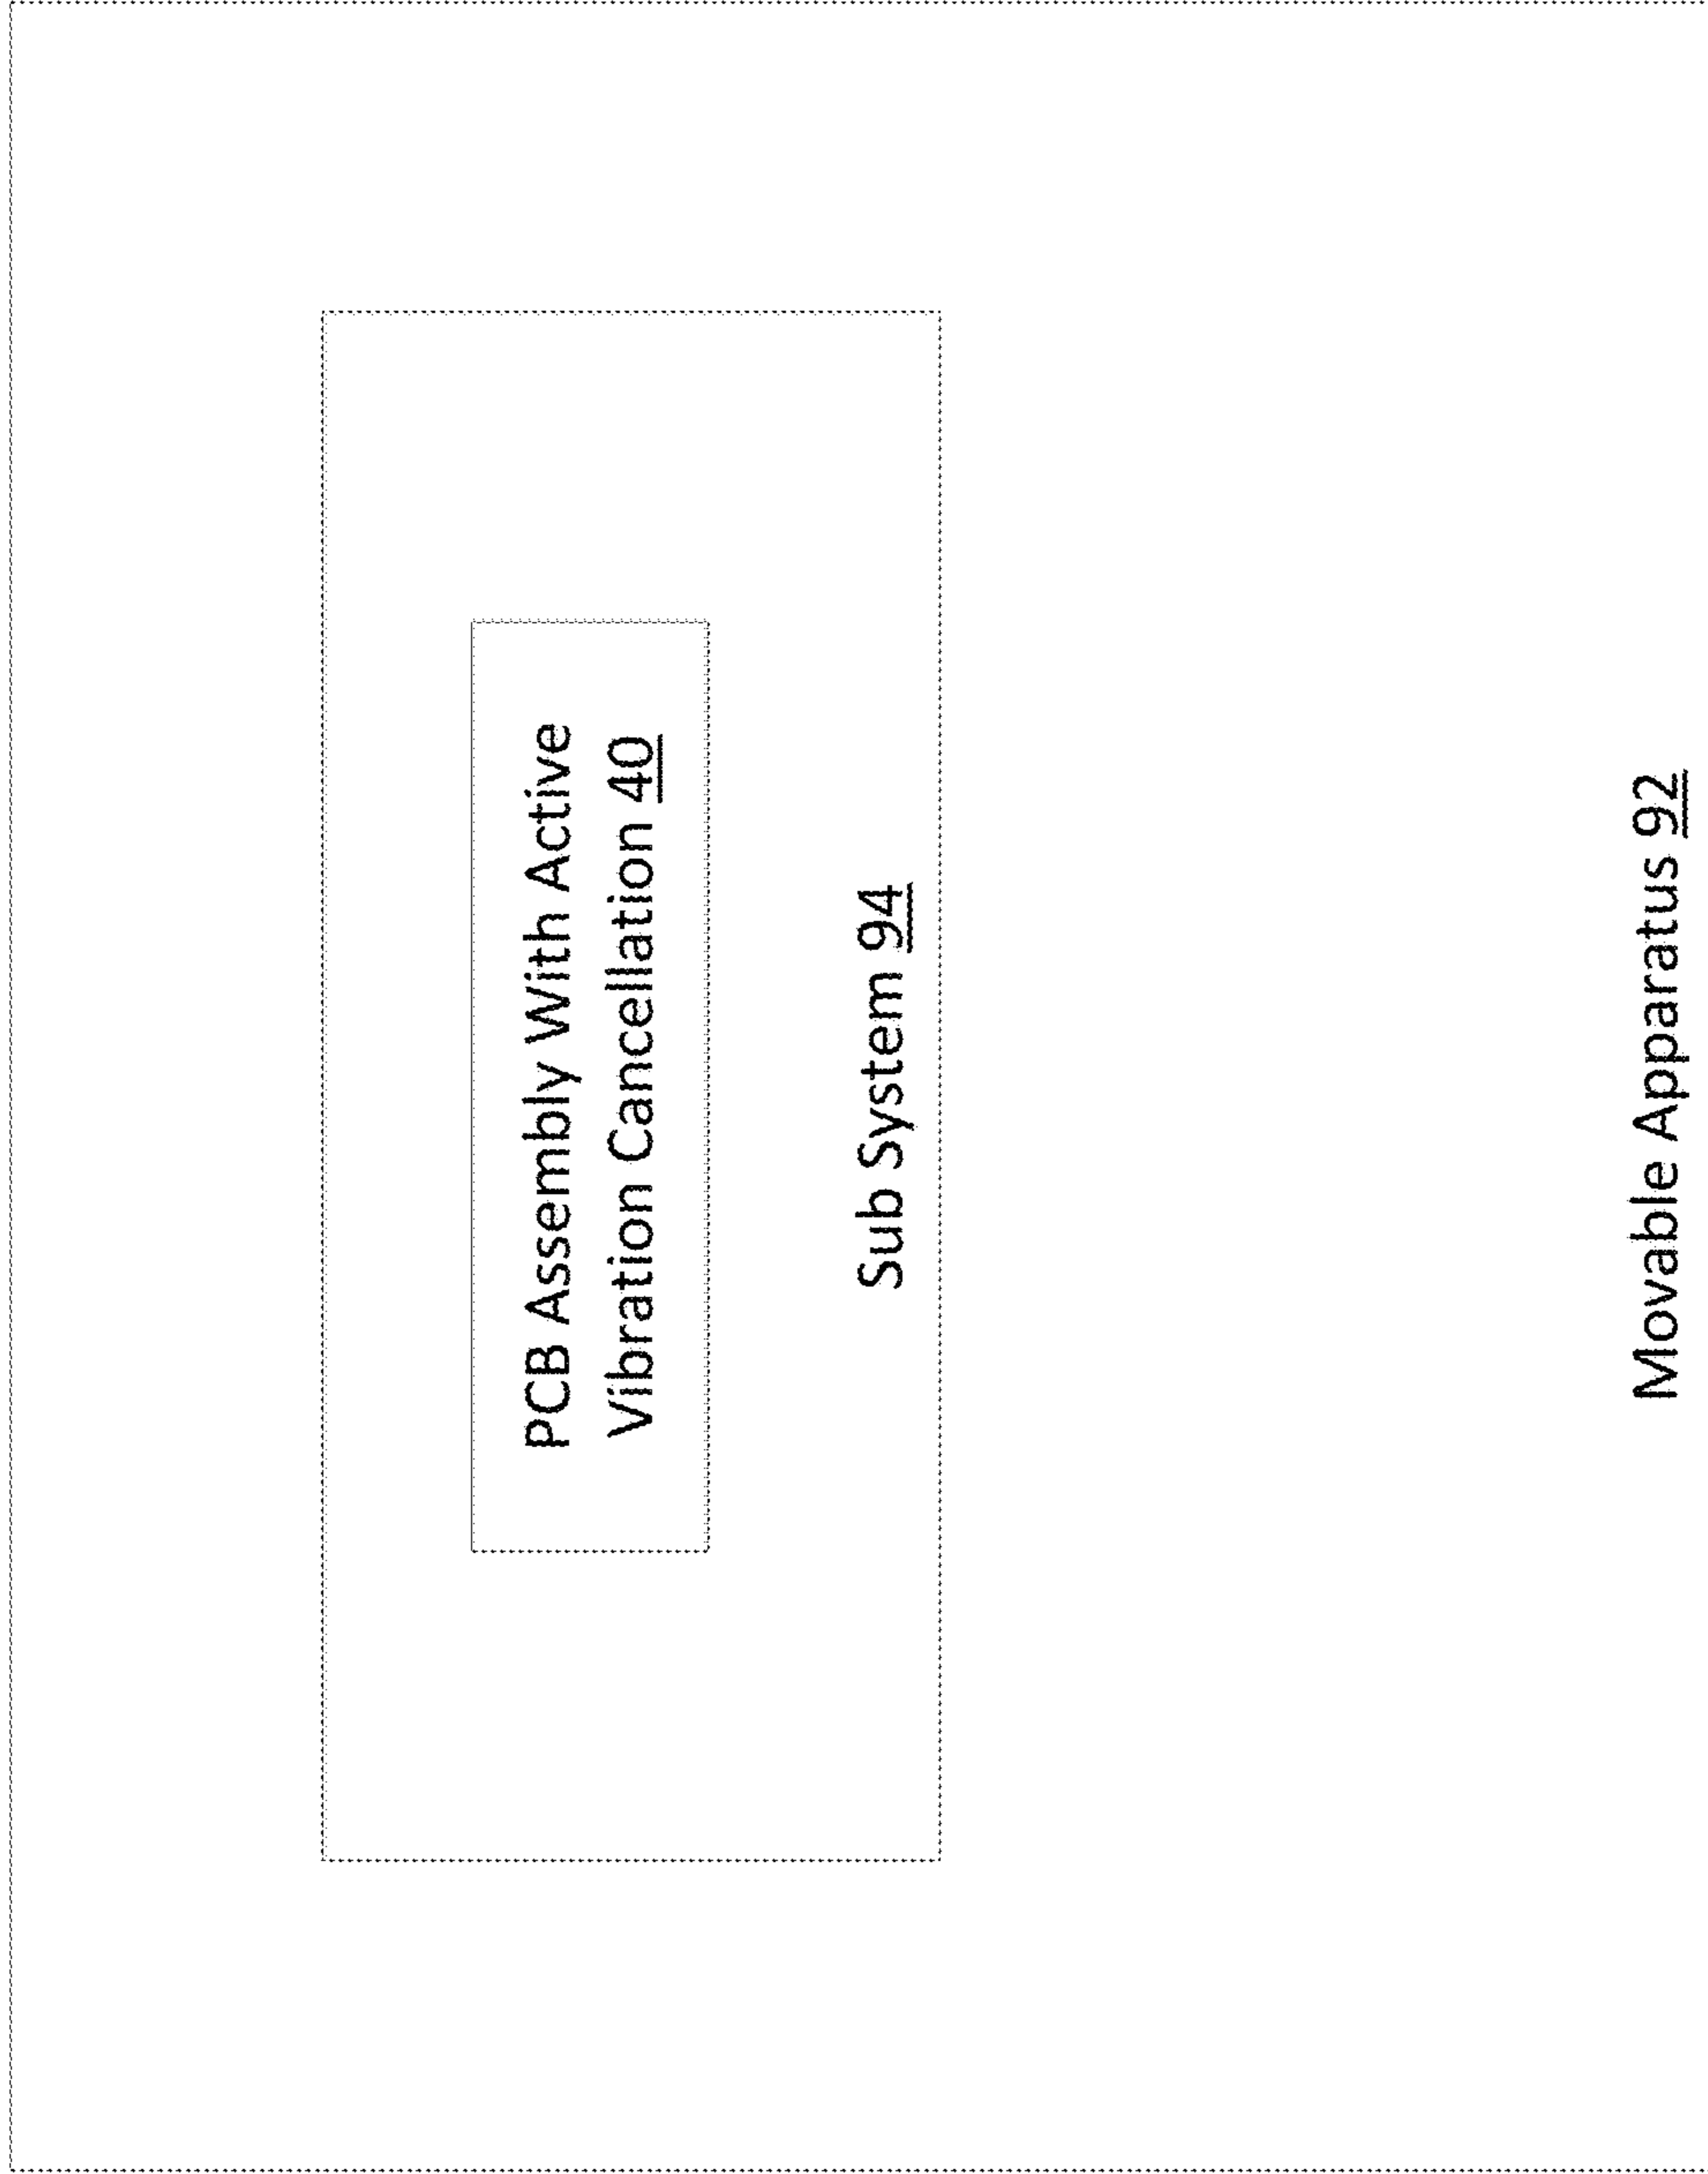 PCB Assembly With Active
Vibration Cancellation 40
Sub System 94
Movable Apparatus 92